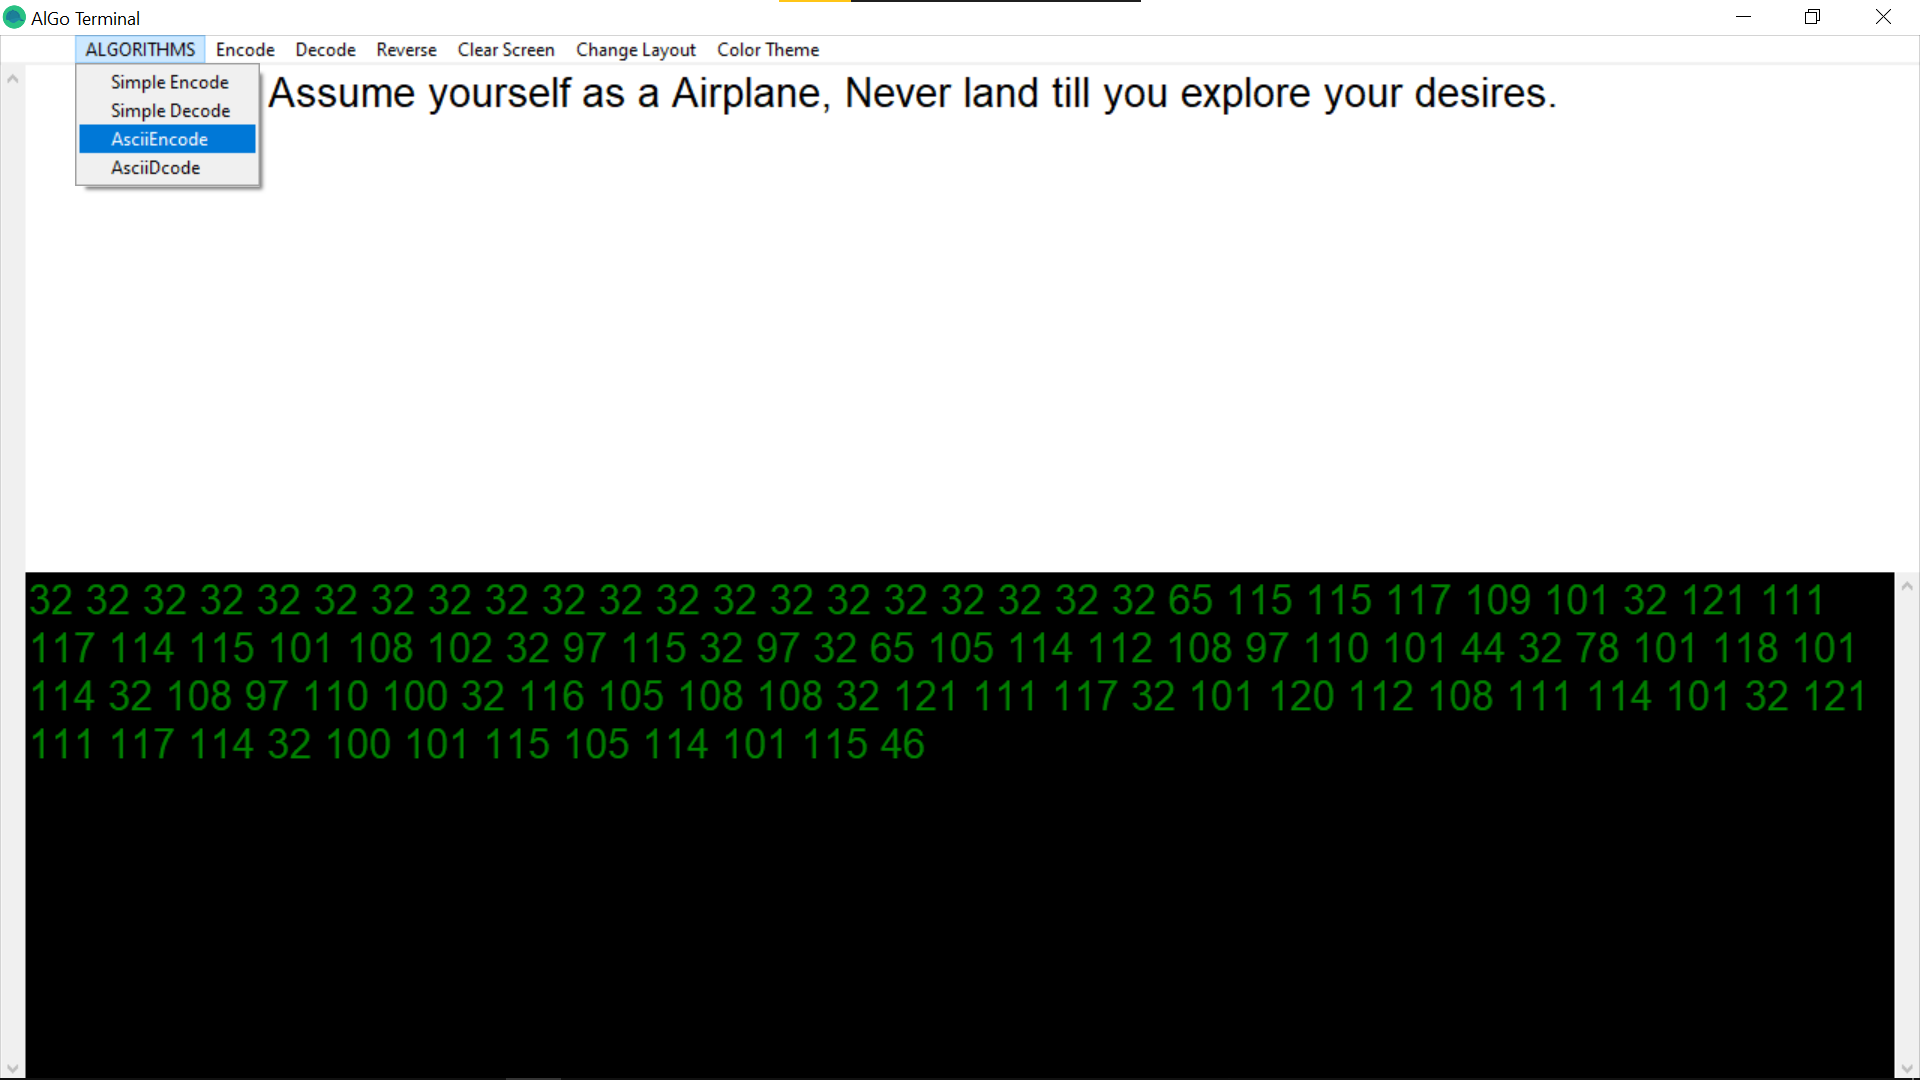 AlGo Terminal
ALGORITHMS Encode Decode Reverse Clear Screen Change Layout Color Theme
Simple Encode
Simple Decode
AsciiEncode
AsciiDcode
Assume yourself as a Airplane, Never land till you explore your desires.
32 32 32 32 32 32 32 32 32 32 32 32 32 32 32 32 32 32 32 32 65 115 115 117 109 101 32 121 111
117 114 115 101 108 102 32 97 115 32 97 32 65 105 114 112 108 97 110 101 44 32 78 101 118 101
114 32 108 97 110 100 32 116 105 108 108 32 121 111 117 32 101 120 112 108 111 114 101 32 121
111 117 114 32 100 101 115 105 114 101 115 46